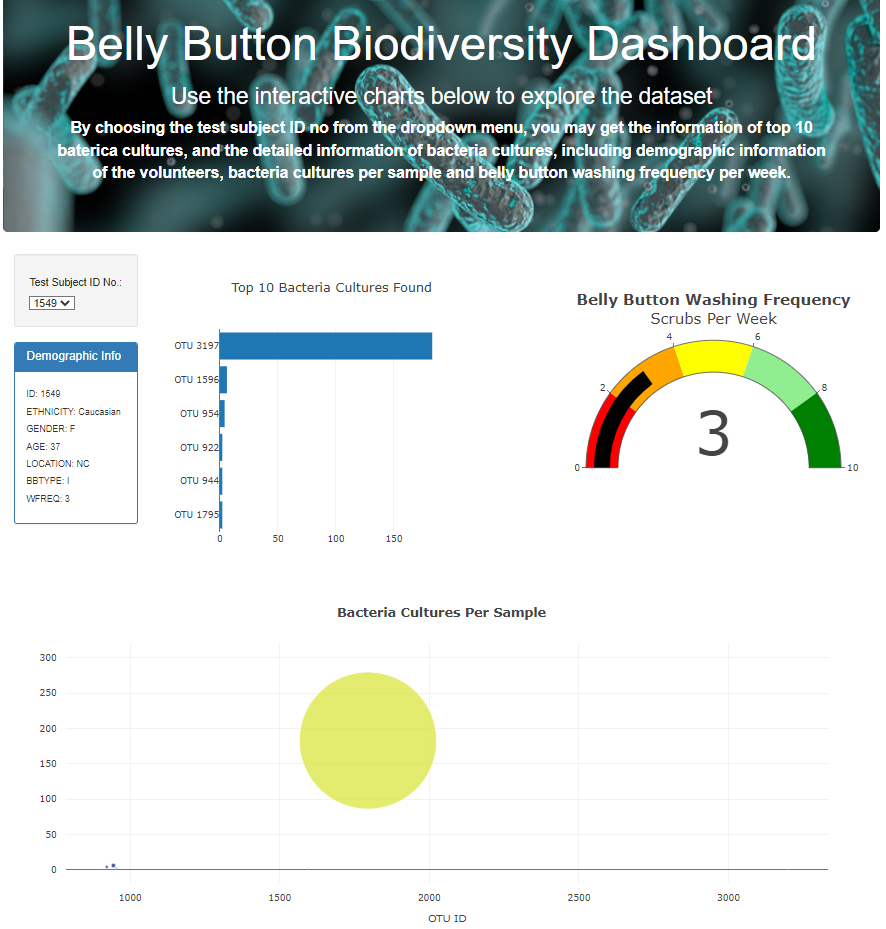 Belly Button Biodiversity Dashboard
Use the interactive charts below to explore the dataset
By choosing the test subject ID no from the dropdown menu, you may get the information of top 10
baterica cultures, and the detailed information of bacteria cultures, including demographic information
of the volunteers, bacteria cultures per sample and belly button washing frequency per week.
Test Subject ID No.:
1549
Demographic Info
ID: 1549
ETHNICITY: Caucasian
GENDER: F
AGE: 37
LOCATION: NC
BBTYPE: I
WFREQ: 3
Top 10 Bacteria Cultures Found
OTU 3197
OTU 1596
OTU 954
OTU 922
OTU 944
OTU 1795
0 50 100 150
Belly Button Washing Frequency
Scrubs Per Week
0 2 4 6 8 10
3
Bacteria Cultures Per Sample
300
250
200
150
100
50
0
1000 1500 2000 2500 3000
OTU ID